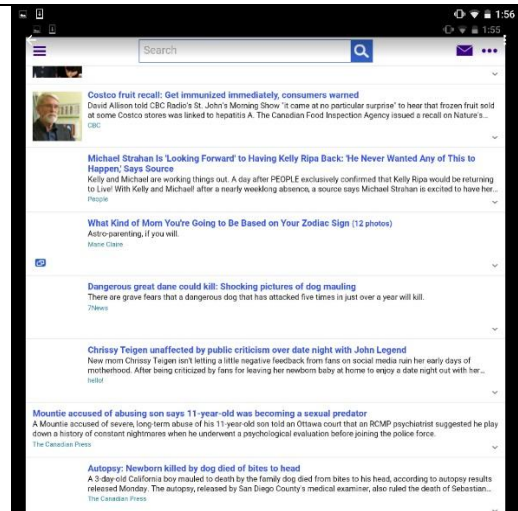 1:56
1:55
Search
Costco fruit recall: Get immunized immediately, consumers warned
David Allison told CBC Radio's St. John's Morning Show "it came at no particular surprise" to hear that frozen fruit sold
at some Costco stores was linked to hepatitis A. The Canadian Food Inspection Agency issued a recall on Nature's...
CBC
Michael Strahan Is 'Looking Forward' to Having Kelly Ripa Back: 'He Never Wanted Any of This to
Happen,' Says Source
Kelly and Michael are working things out. A day after PEOPLE exclusively confirmed that Kelly Ripa would be returning
to Live! With Kelly and Michael! after a nearly weeklong absence, a source says Michael Strahan is excited to have her...
People
What Kind of Mom You're Going to Be Based on Your Zodiac Sign (12 photos)
Astro-parenting, if you will.
Marie Claire
Dangerous great dane could kill: Shocking pictures of dog mauling
There are grave fears that a dangerous dog that has attacked five times in just over a year will kill.
7News
Chrissy Teigen unaffected by public criticism over date night with John Legend
New mom Chrissy Teigen isn't letting a little negative feedback from fans on social media ruin her early days of
motherhood. After being criticized by fans for leaving her newborn baby at home to enjoy a date night out with her...
hello!
Mountie accused of abusing son says 11-year-old was becoming a sexual predator
A Mountie accused of severe, long-term abuse of his 11-year-old son told an Ottawa court that an RCMP psychiatrist suggested he play
down a history of constant nightmares when he underwent a psychological evaluation before joining the police force.
The Canadian Press
Autopsy: Newborn killed by dog died of bites to head
A 3-day-old California boy mauled to death by the family dog died from bites to his head, according to autopsy results
released Monday. The autopsy, released by San Diego County's medical examiner, also ruled the death of Sebastian...
The Canadian Press